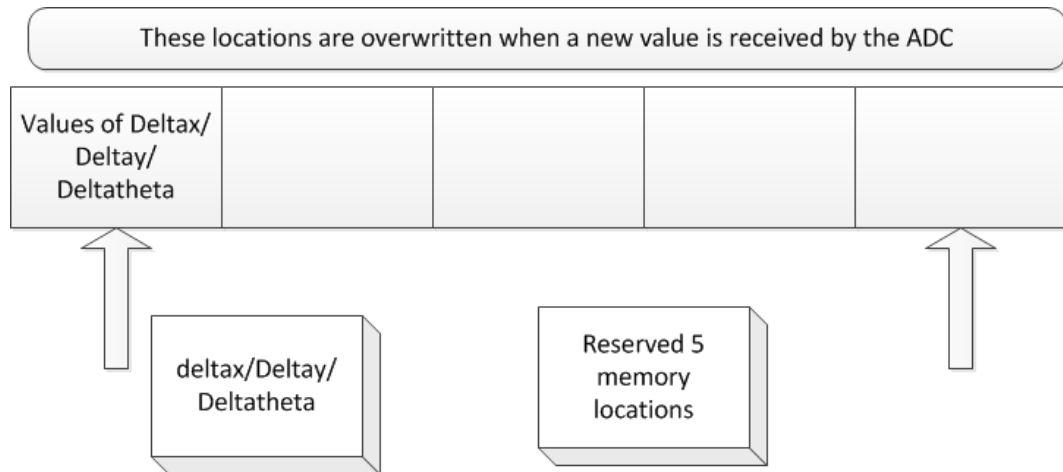 These locations are overwritten when a new value is received by the ADC
Values of Deltax/
Deltay/
Deltatheta
deltax/Deltay/
Deltatheta
Reserved 5
memory
locations